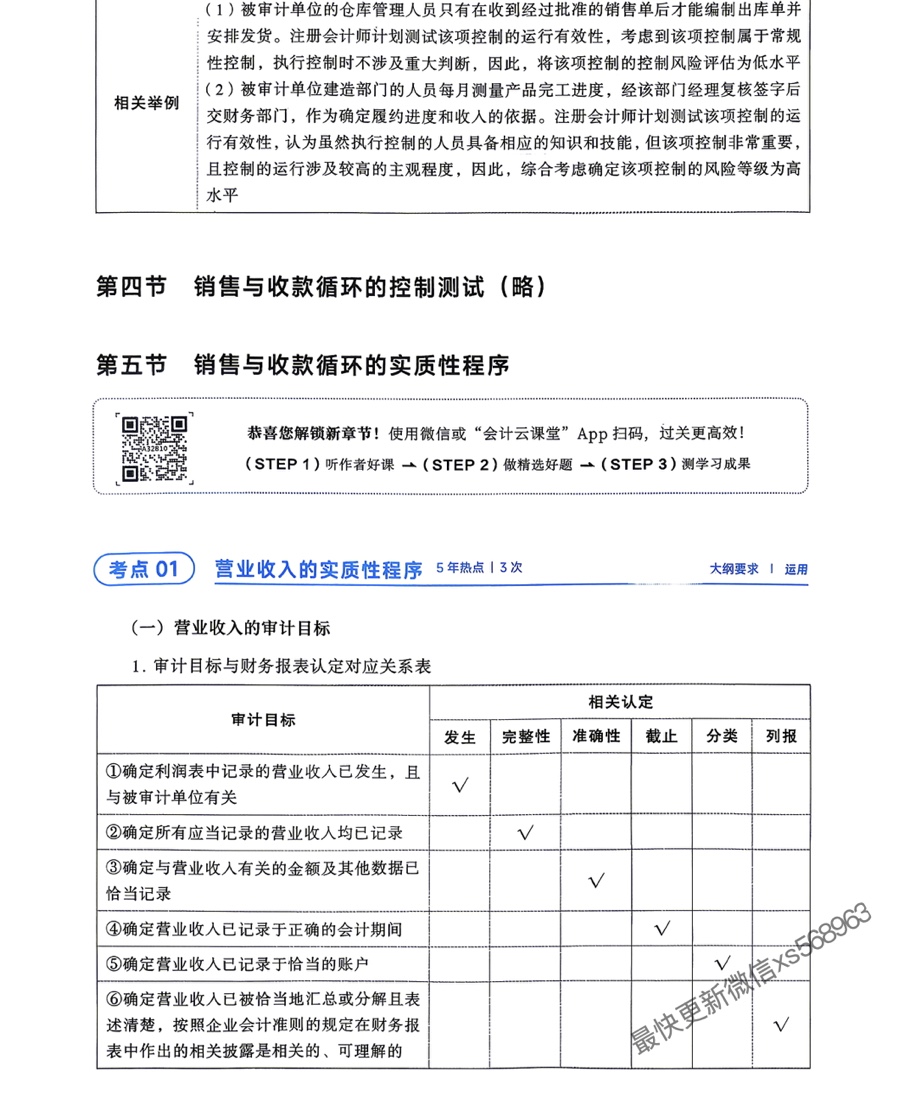 （1）被审计单位的仓库管理人员只有在收到经过批准的销售单后才能编制出库单并
安排发货。注册会计师计划测试该项控制的运行有效性，考虑到该项控制属于常规
性控制，执行控制时不涉及重大判断，因此，将该项控制的控制风险评估为低水平
相关举例
（2）被审计单位建造部门的人员每月测量产品完工进度，经该部门经理复核签字后
交财务部门，作为确定履约进度和收入的依据。注册会计师计划测试该项控制的运
行有效性，认为虽然执行控制的人员具备相应的知识和技能，但该项控制非常重要，
且控制的运行涉及较高的主观程度，因此，综合考虑确定该项控制的风险等级为高
水平
第四节 销售与收款循环的控制测试（略）
第五节 销售与收款循环的实质性程序
A32B10
恭喜您解锁新章节！使用微信或“会计云课堂”App 扫码，过关更高效！
（STEP 1）听作者好课 →（STEP 2）做精选好题 →（STEP 3）测学习成果
考点 01 营业收入的实质性程序 5 年热点 | 3 次 大纲要求 | 运用
（一）营业收入的审计目标
1. 审计目标与财务报表认定对应关系表
审计目标 相关认定
发生 完整性 准确性 截止 分类 列报
①确定利润表中记录的营业收入已发生，且
与被审计单位有关 √
②确定所有应当记录的营业收入均已记录 √
③确定与营业收入有关的金额及其他数据已
恰当记录 √
④确定营业收入已记录于正确的会计期间 √
⑤确定营业收入已记录于恰当的账户 √
⑥确定营业收入已被恰当地汇总或分解且表
述清楚，按照企业会计准则的规定在财务报 √
表中作出的相关披露是相关的、可理解的
最快更新微信xs568963